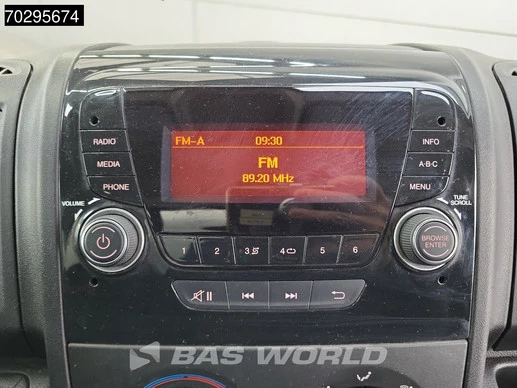 70295674
FM-A 09:30
FM
89.20 MHz
RADIO
MEDIA
PHONE
INFO
A-B-C
MENU
VOLUME
TUNE
SCROLL
BROWSE
ENTER
1 2 3 4 5 6
BAS WORLD